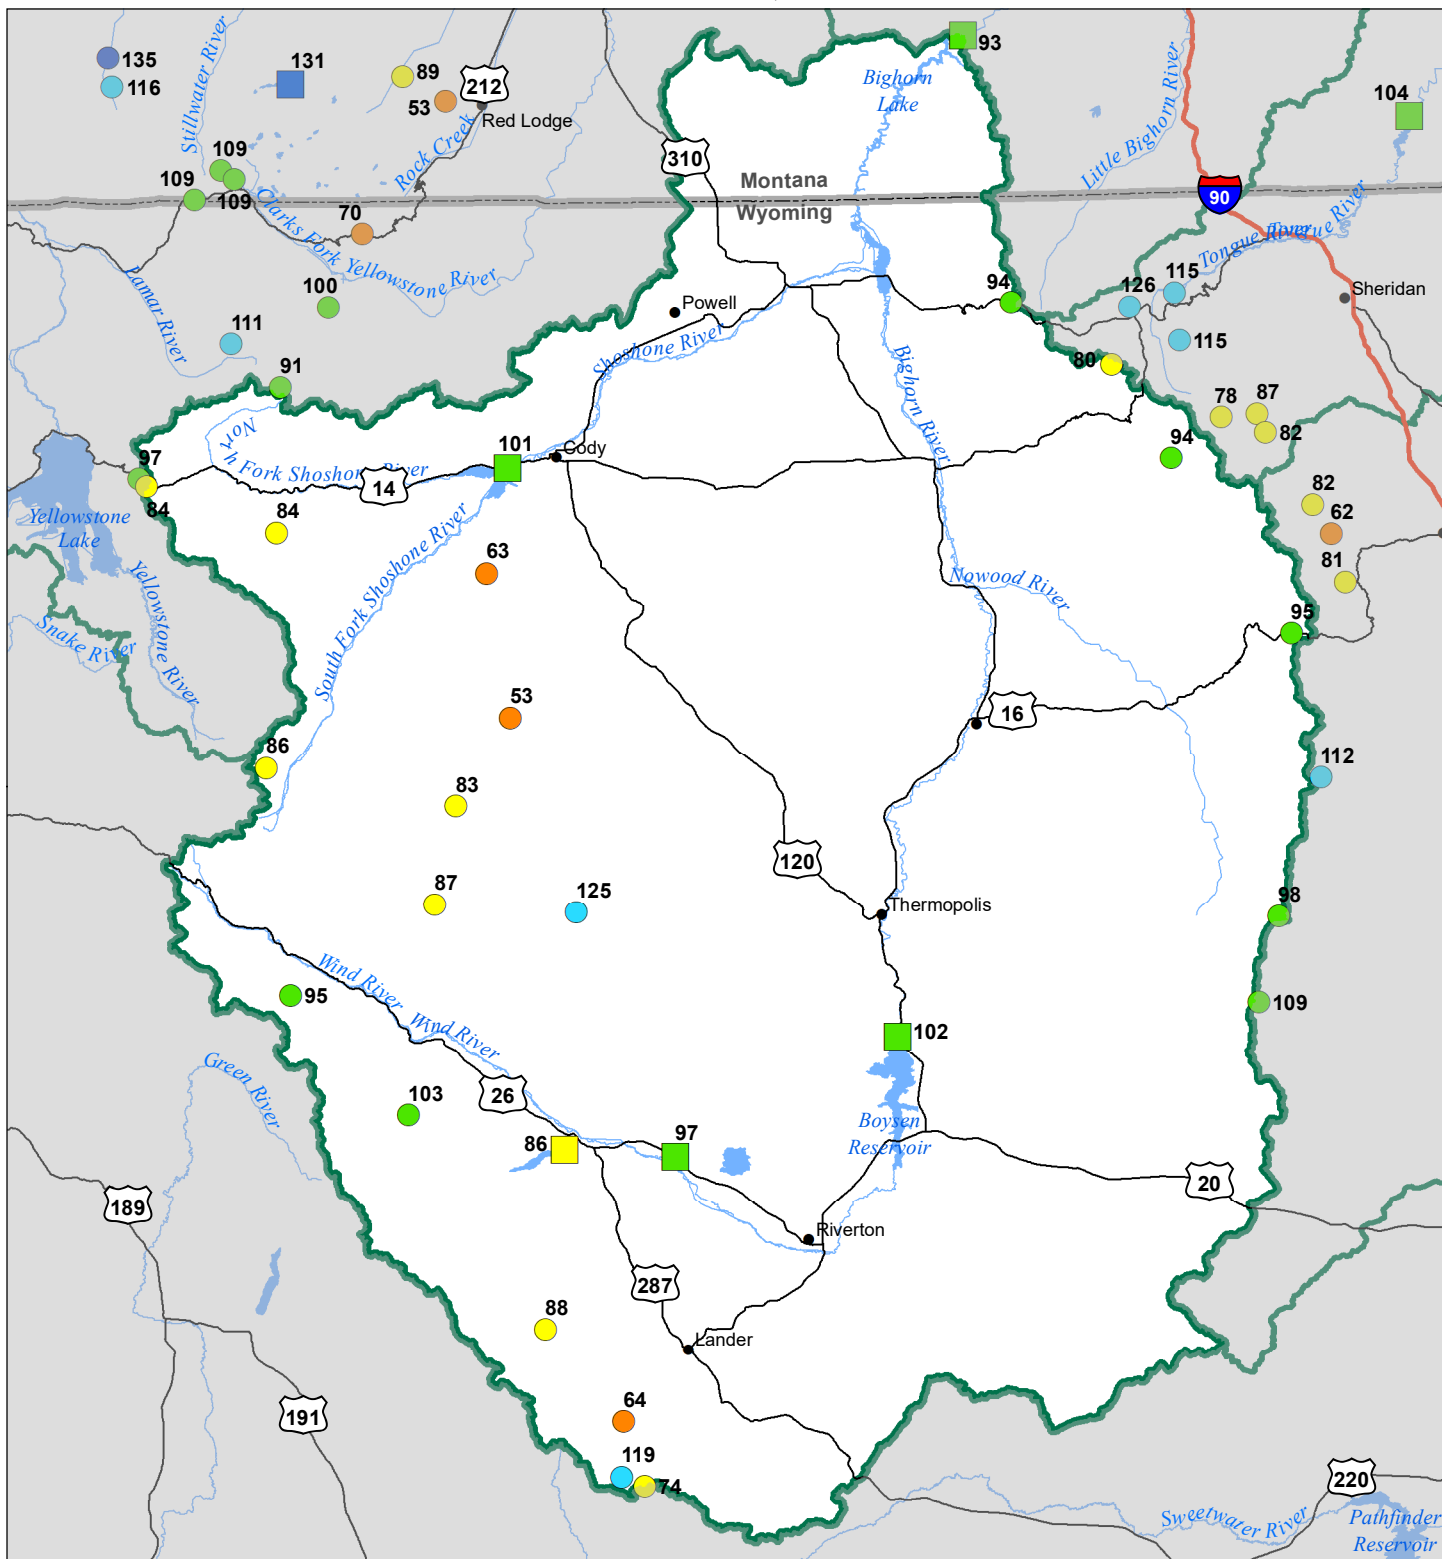 135
116
131
89
53
212
Red Lodge
Stillwater River
Rock Creek
Bighorn
Lake
93
Little Bighorn River
104
310
109
109
109
70
Clarks Fork Yellowstone River
Montana
Wyoming
90
Tongue River
Tongue River
Lamar River
100
111
91
Powell
Shoshone River
94
126
115
115
Sheridan
80
Bighorn River
78
87
82
94
North Fork Shoshone River
97
84
101
Cody
14
84
Yellowstone
Lake
South Fork Shoshone River
63
82
62
81
Nowood River
95
Yellowstone River
Snake River
53
16
86
83
112
120
87
125
Thermopolis
98
Wind River
Wind River
95
109
102
Green River
103
26
86
97
Boysen
Reservoir
20
189
Riverton
287
88
Lander
191
64
119
74
220
Sweetwater River
Pathfinder
Reservoir